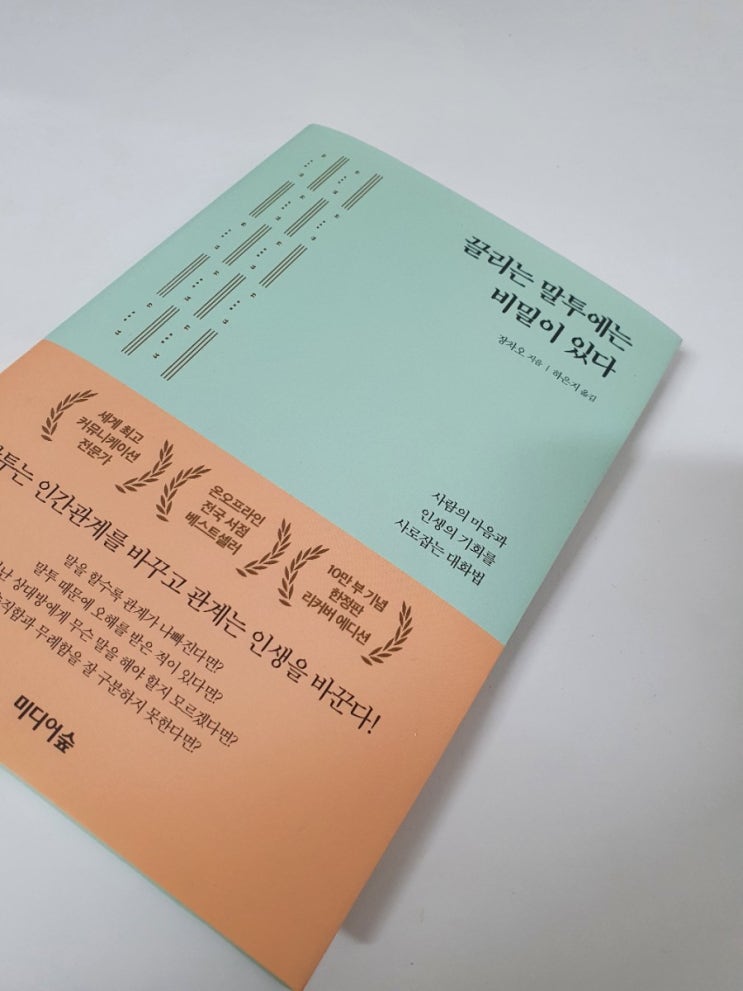 끌리는 말투에는
비밀이 있다
장차오 지음 | 하은지 옮김
사람의 마음과
인생의 기회를
사로잡는 대화법
세계 최고
커뮤니케이션
전문가
온오프라인
전국 서점
베스트셀러
10만 부 기념
한정판
리커버 에디션
인간관계를 바꾸고 관계는 인생을 바꾼다!
말을 할수록 관계가 나빠진다면?
말투 때문에 오해를 받은 적이 있다면?
상대방에게 무슨 말을 해야 할지 모르겠다면?
무례함을 잘 구분하지 못한다면?
미디어숲